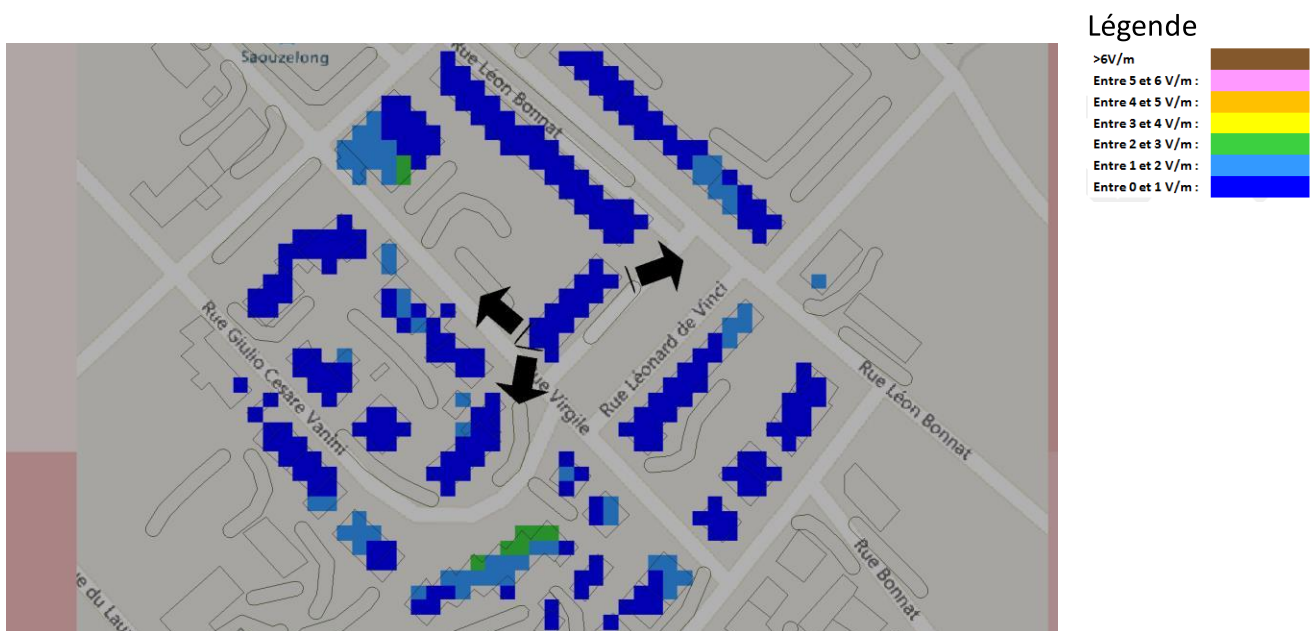 Légende
>6V/m
Entre 5 et 6 V/m :
Entre 4 et 5 V/m :
Entre 3 et 4 V/m :
Entre 2 et 3 V/m :
Entre 1 et 2 V/m :
Entre 0 et 1 V/m :
Saouzelong
Rue Léon Bonnat
Rue Giulio Cesare Vanini
Rue Léonard de Vinci
Rue Virgile
Rue Léon Bonnat
Rue Bonnat